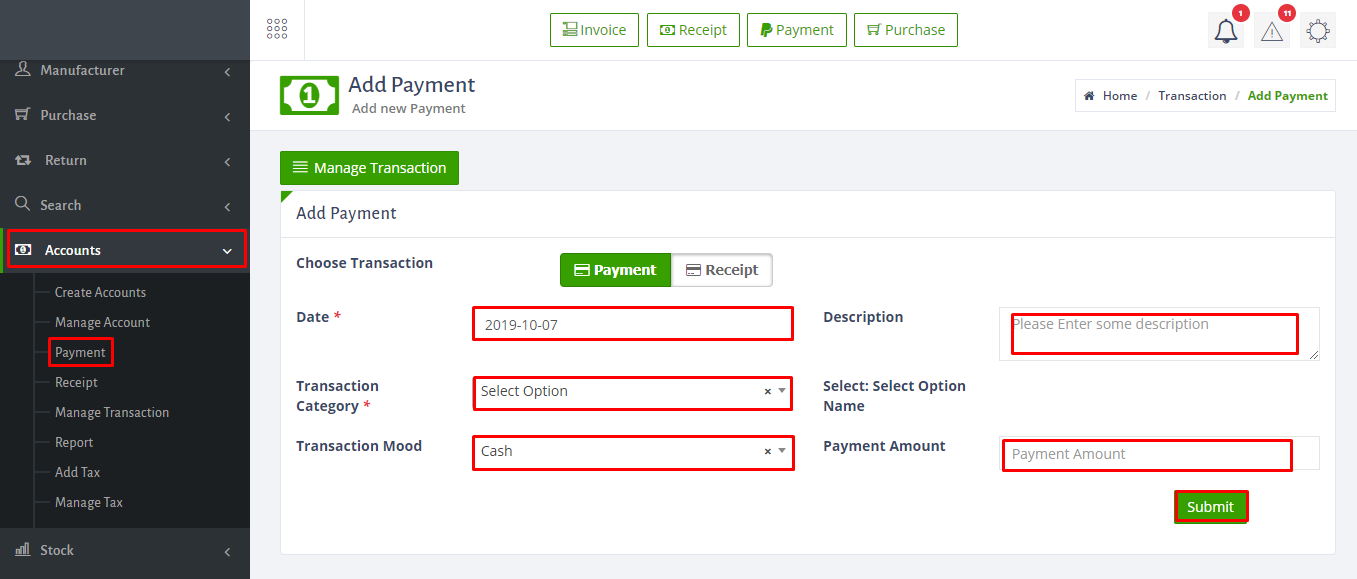 Invoice
Receipt
Payment
Purchase
1
11
Manufacturer
Purchase
Return
Search
Accounts
Create Accounts
Manage Account
Payment
Receipt
Manage Transaction
Report
Add Tax
Manage Tax
Stock
1
Add Payment
Add new Payment
Home / Transaction / Add Payment
Manage Transaction
Add Payment
Choose Transaction
Payment
Receipt
Date *
2019-10-07
Description
Please Enter some description
Transaction
Category *
Select Option
×
Select: Select Option
Name
Transaction Mood
Cash
×
Payment Amount
Payment Amount
Submit